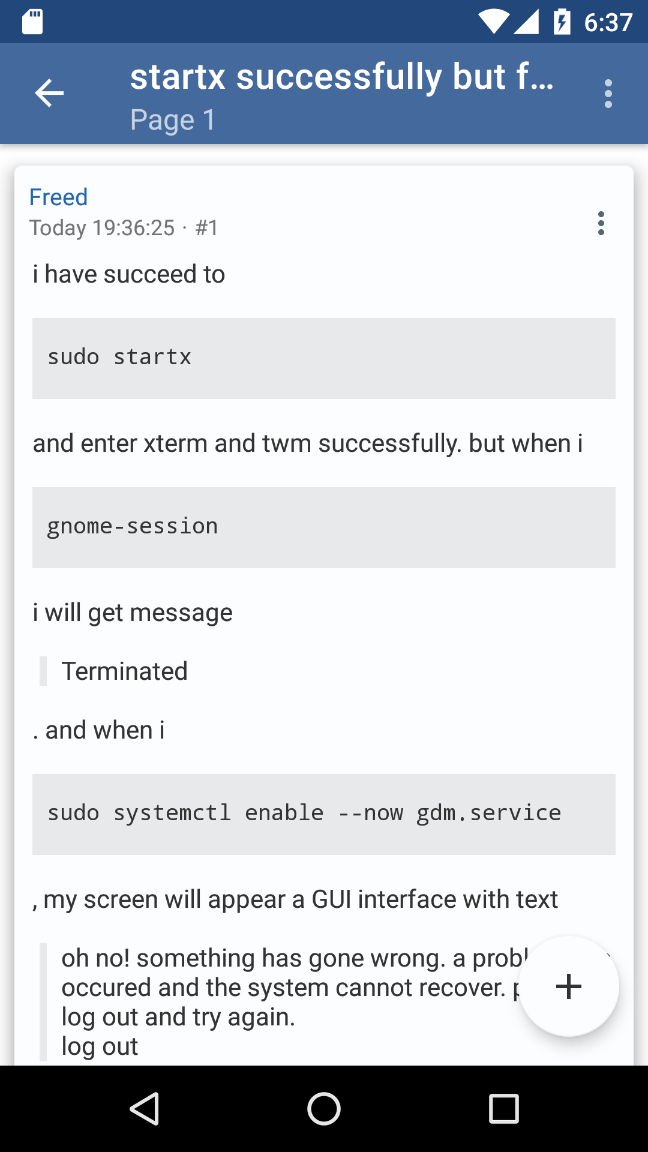 6:37
startx successfully but f...
Page 1
Freed
Today 19:36:25 · #1
i have succeed to
sudo startx
and enter xterm and twm successfully. but when i
gnome-session
i will get message
Terminated
. and when i
sudo systemctl enable --now gdm.service
, my screen will appear a GUI interface with text
oh no! something has gone wrong. a
occured and the system cannot recover.
log out and try again.
log out